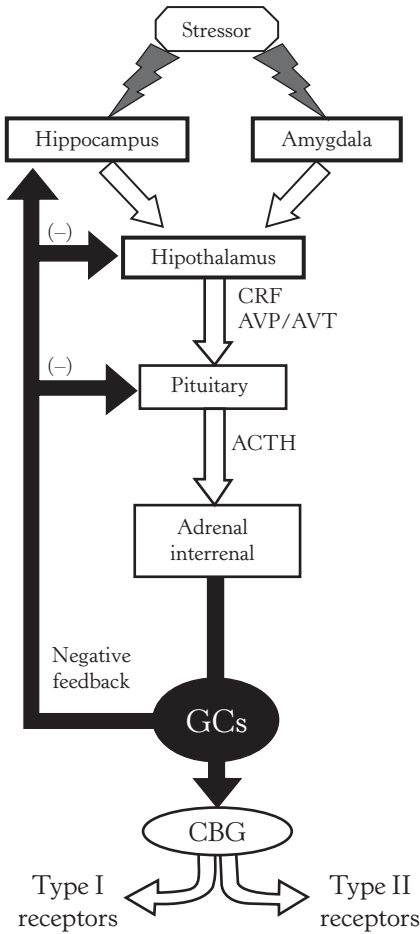 Stressor
Hippocampus
Amygdala
(–)
Hipothalamus
CRF
AVP/AVT
(–)
Pituitary
ACTH
Adrenal
interrenal
Negative
feedback
GCs
CBG
Type I
receptors
Type II
receptors